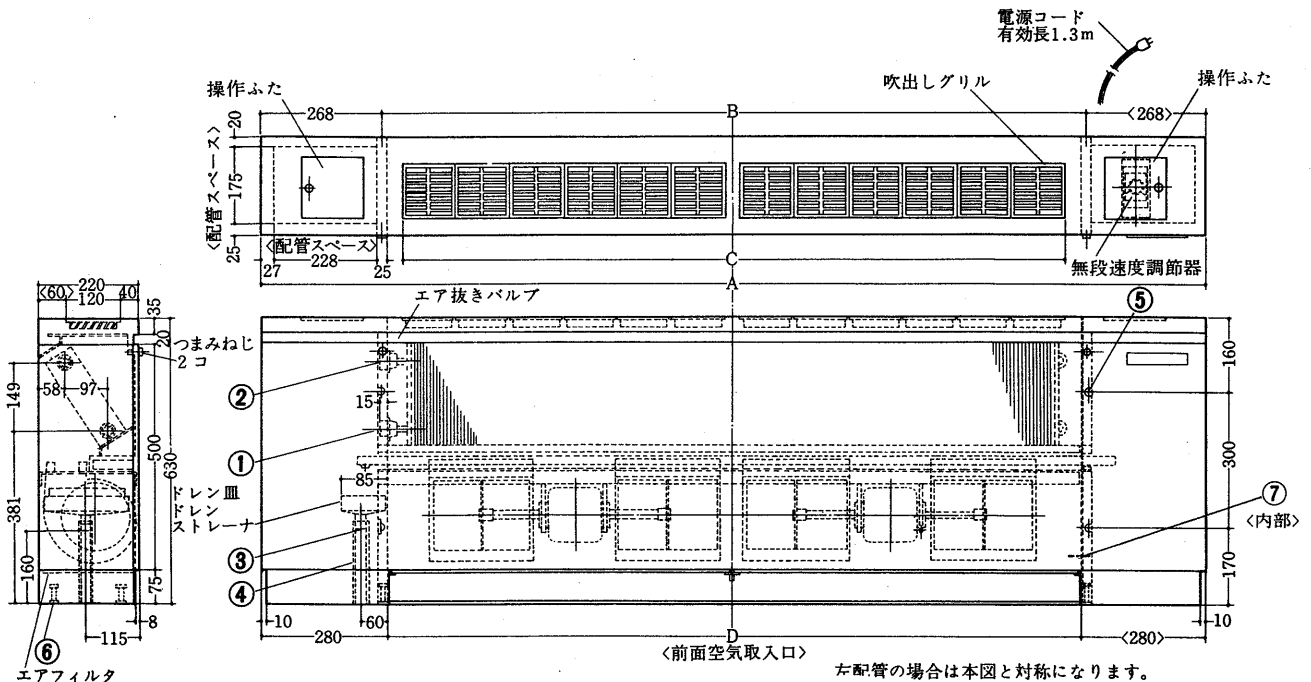 電源コード
有効長1.3m
操作ふた
吹出しグリル
操作ふた
268
B
〈268〉
20
175
〈配管スペース〉
25
〈配管スペース〉
27
228
25
C
A
無段速度調節器
220
〈60〉
120
40
35
20
つまみねじ
2コ
58
97
149
381
160
500
630
75
8
115
⑥
エアフィルタ
エア抜きバルブ
②
15
①
85
ドレン皿
ドレン
ストレーナ
③
④
10
60
280
D
〈前面空気取入口〉
⑤
160
300
⑦
〈内部〉
170
10
〈280〉
左配管の場合は本図と対称になります。